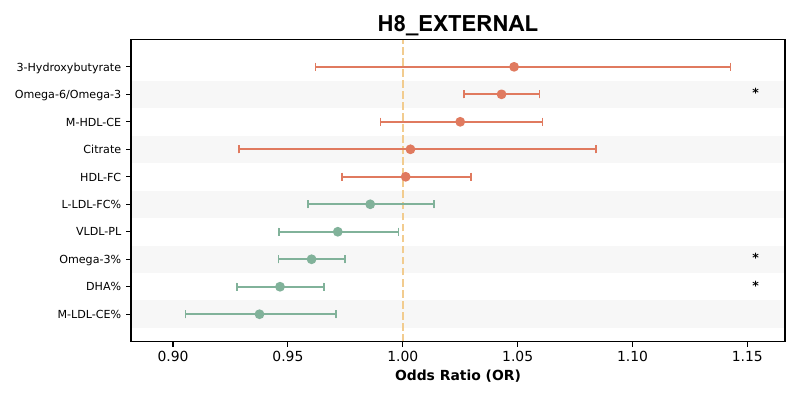 H8_EXTERNAL
3-Hydroxybutyrate
Omega-6/Omega-3 *
M-HDL-CE
Citrate
HDL-FC
L-LDL-FC%
VLDL-PL
Omega-3% *
DHA% *
M-LDL-CE%
0.90 0.95 1.00 1.05 1.10 1.15
Odds Ratio (OR)